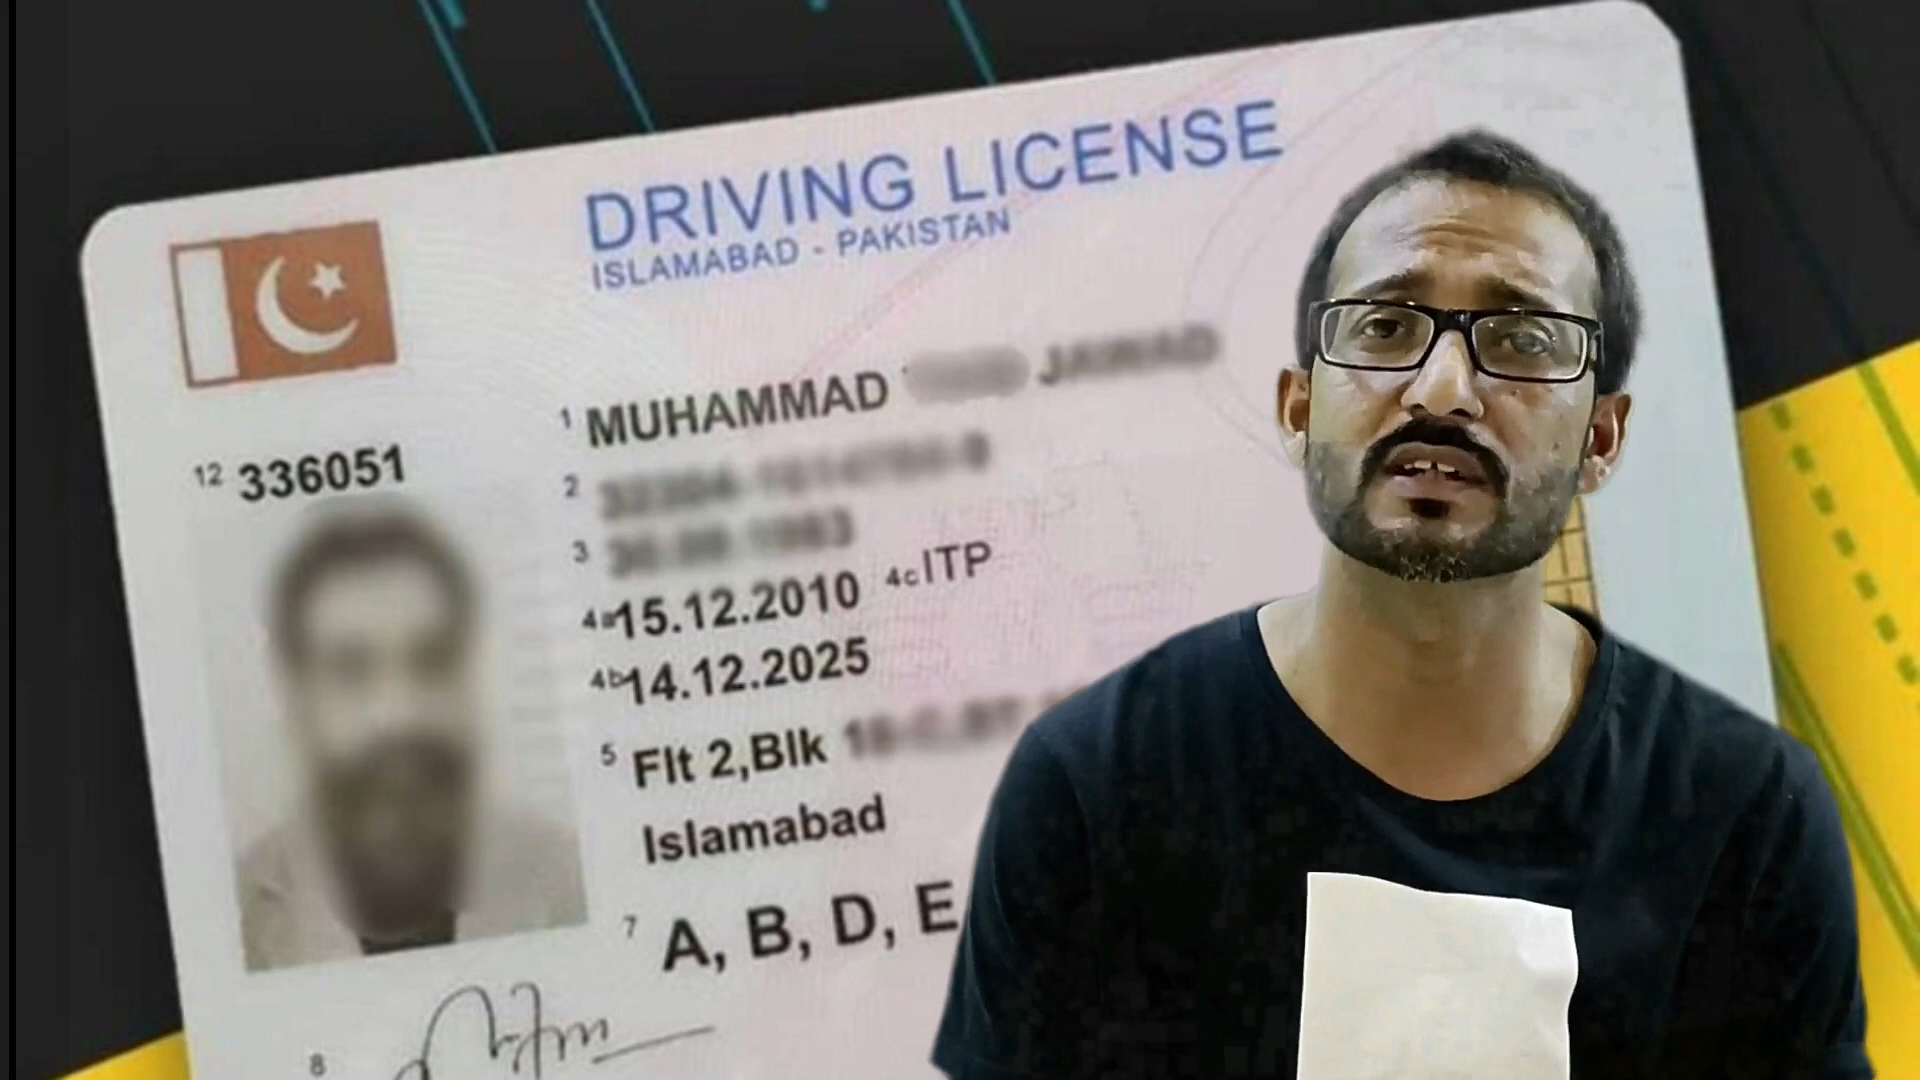 DRIVING LICENSE
ISLAMABAD - PAKISTAN
12 336051
1 MUHAMMAD
2
3
4a 15.12.2010 4c ITP
4b 14.12.2025
5 Flt 2,Blk
Islamabad
7 A, B, D, E
8